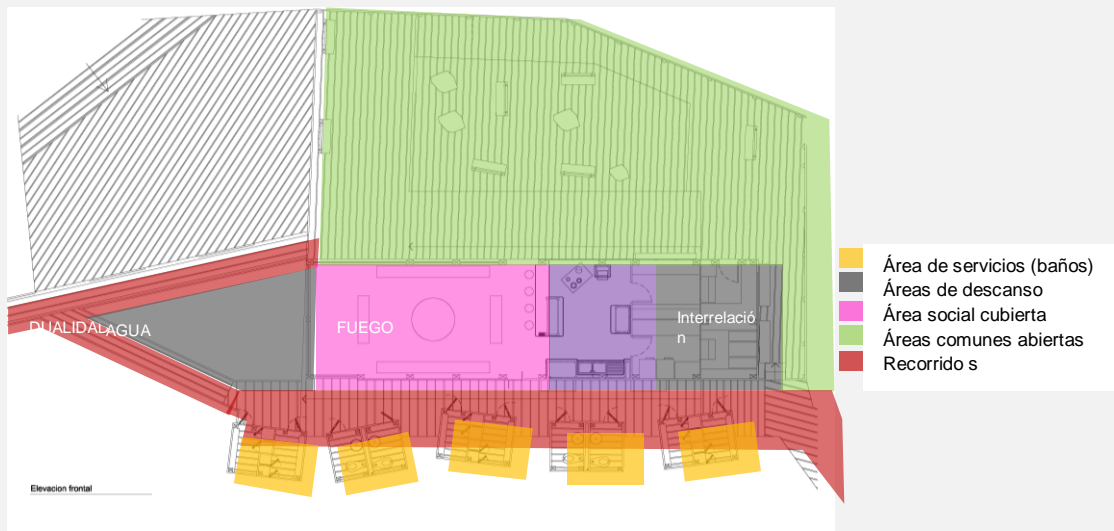 DUALIDAD
AGUA
FUEGO
Interrelació
n
Área de servicios (baños)
Áreas de descanso
Área social cubierta
Áreas comunes abiertas
Recorrido s
Elevacion frontal